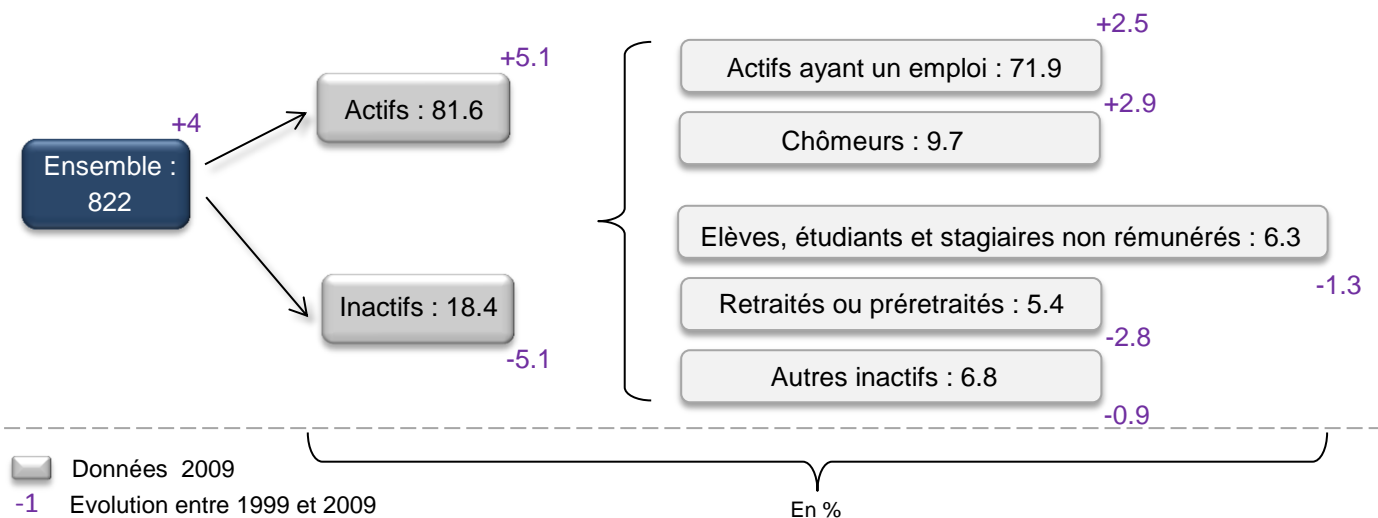 +4
Ensemble :
822
+5.1
Actifs : 81.6
Inactifs : 18.4
-5.1
+2.5
Actifs ayant un emploi : 71.9
+2.9
Chômeurs : 9.7
Elèves, étudiants et stagiaires non rémunérés : 6.3
-1.3
Retraités ou préretraités : 5.4
-2.8
Autres inactifs : 6.8
-0.9
Données 2009
-1 Evolution entre 1999 et 2009
En %